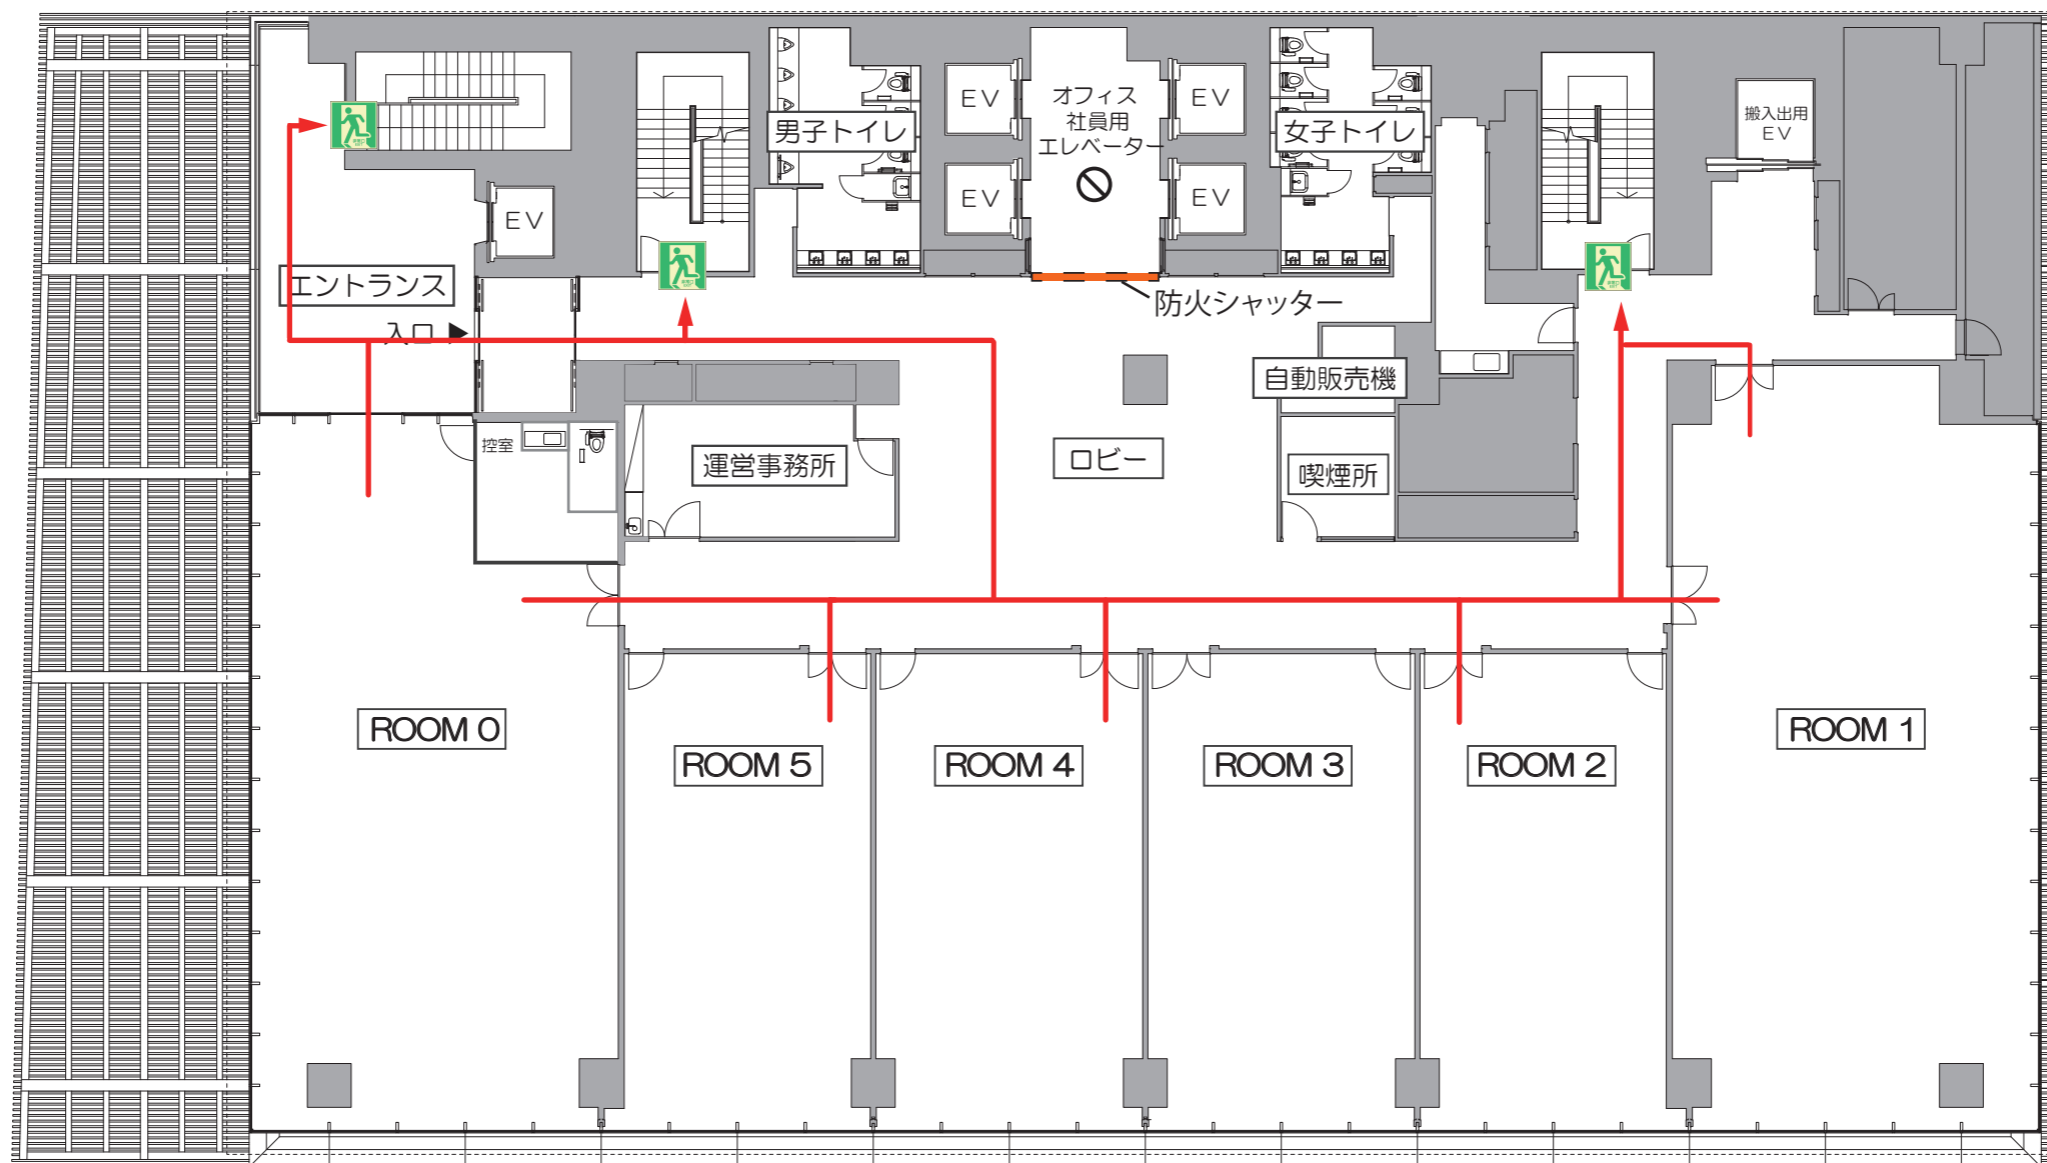 EV
オフィス
社員用
エレベーター
EV
男子トイレ
女子トイレ
搬入出用
EV
EV
EV
EV
エントランス
入口 ▶
防火シャッター
自動販売機
控室
運営事務所
ロビー
喫煙所
ROOM 0
ROOM 5
ROOM 4
ROOM 3
ROOM 2
ROOM 1